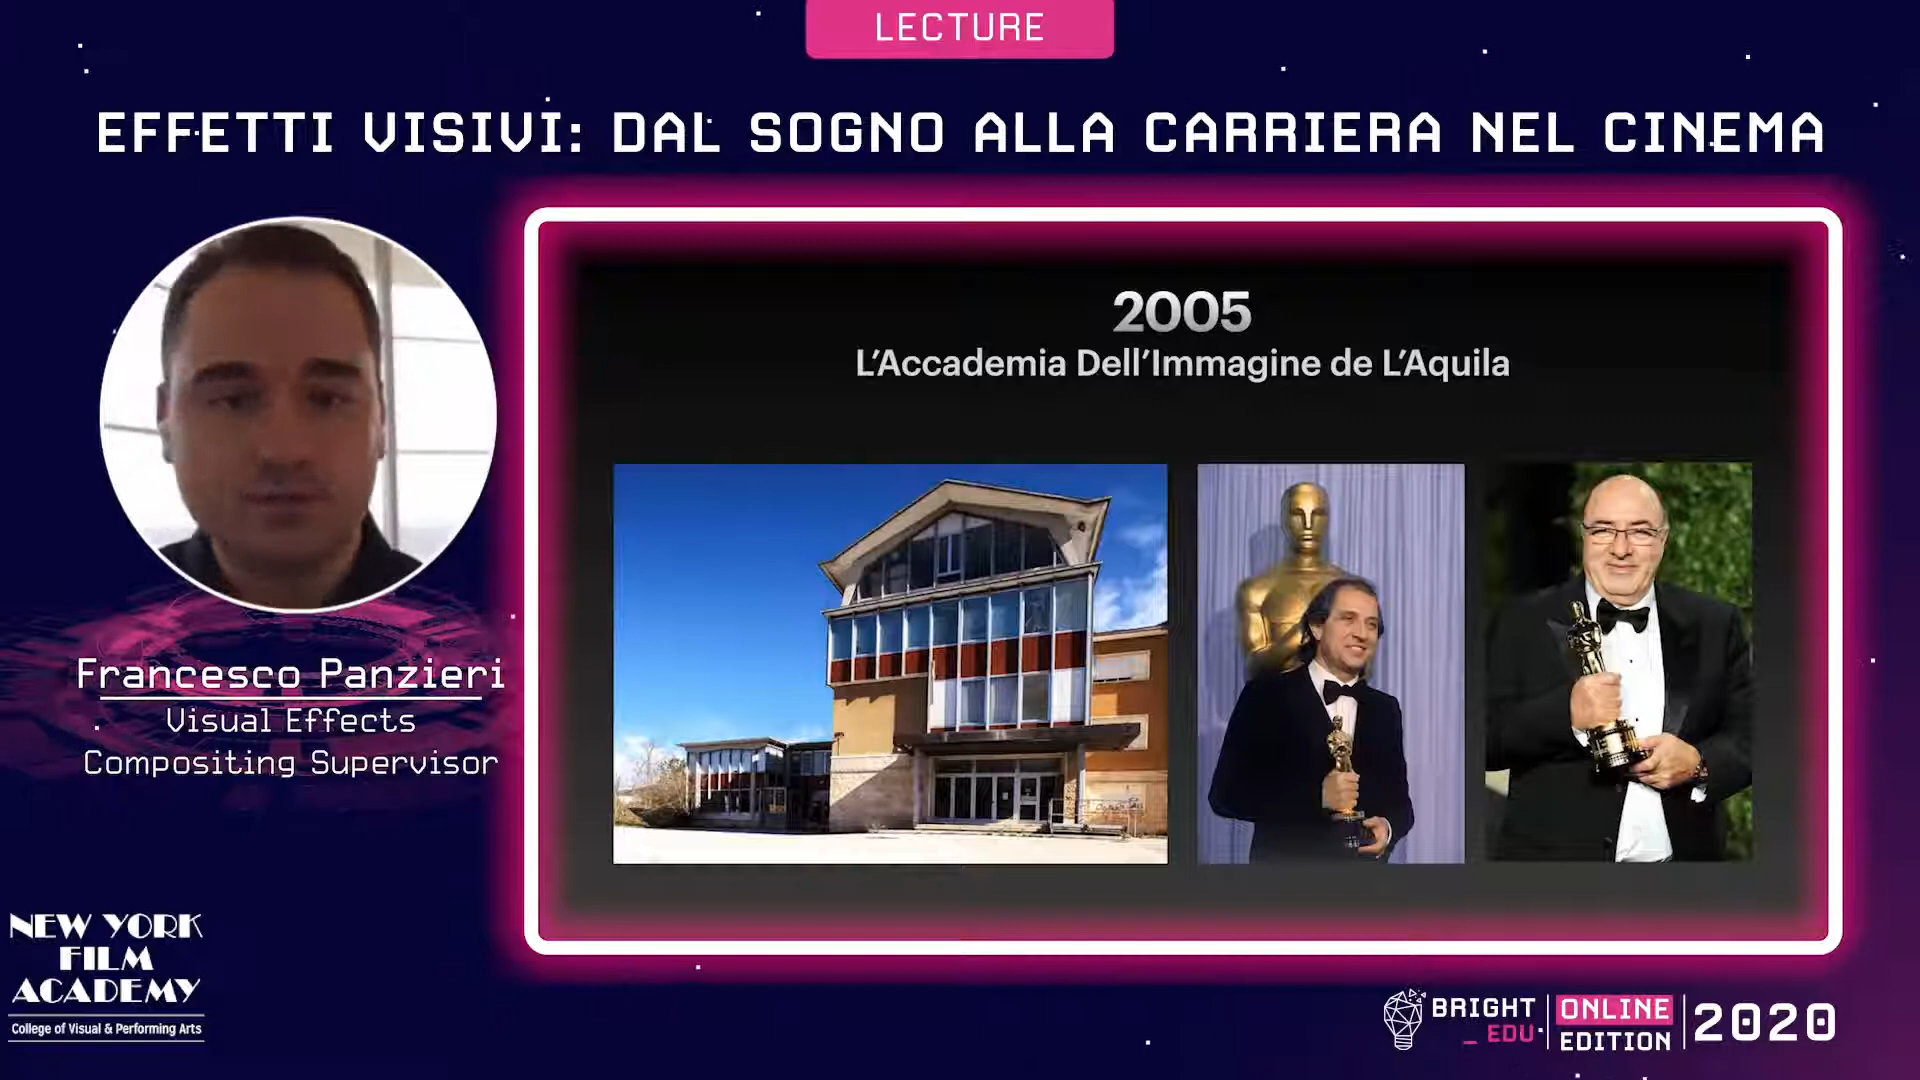 LECTURE
EFFETTI VISIVI: DAL SOGNO ALLA CARRIERA NEL CINEMA
2005
L'Accademia Dell'Immagine de L'Aquila
Francesco Panzieri
Visual Effects
Compositing Supervisor
NEW YORK
FILM
ACADEMY
College of Visual & Performing Arts
BRIGHT
_ EDU
ONLINE
EDITION
2020